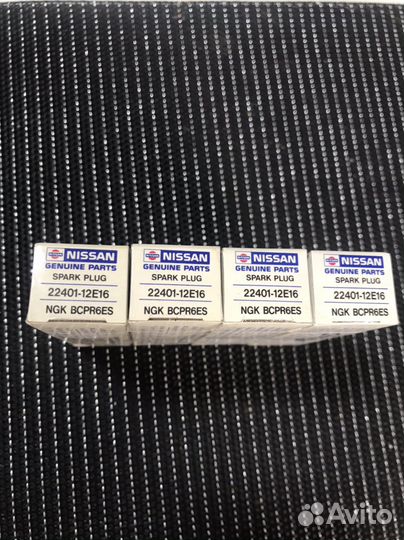 NISSAN
GENUINE PARTS
SPARK PLUG
22401-12E16
NGK BCPR6ES
NISSAN
GENUINE PARTS
SPARK PLUG
22401-12E16
NGK BCPR6ES
NISSAN
GENUINE PARTS
SPARK PLUG
22401-12E16
NGK BCPR6ES
NISSAN
GENUINE PARTS
SPARK PLUG
22401-12E16
NGK BCPR6ES
Avito